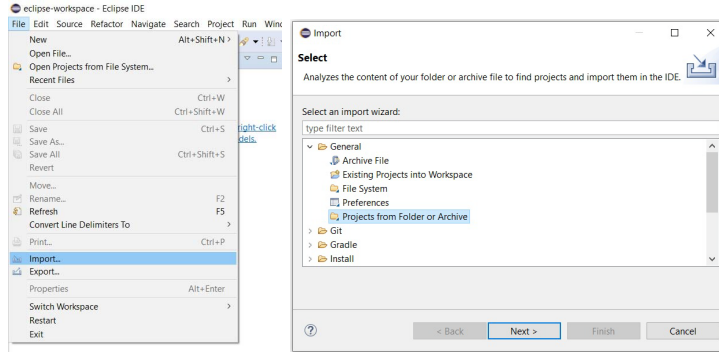 eclipse-workspace - Eclipse IDE
File Edit Source Refactor Navigate Search Project Run
New Alt+Shift+N >
Open File...
Open Projects from File System...
Recent Files >
Close Ctrl+W
Close All Ctrl+Shift+W
Save Ctrl+S
Save As...
Save All Ctrl+Shift+S
Revert
Move...
Rename... F2
Refresh F5
Convert Line Delimiters To >
Print... Ctrl+P
Import...
Export...
Properties Alt+Enter
Switch Workspace >
Restart
Exit
right-click
dels.
Import
Select
Analyzes the content of your folder or archive file to find projects and import them in the IDE.
Select an import wizard:
type filter text
General
Archive File
Existing Projects into Workspace
File System
Preferences
Projects from Folder or Archive
Git
Gradle
Install
< Back Next > Finish Cancel